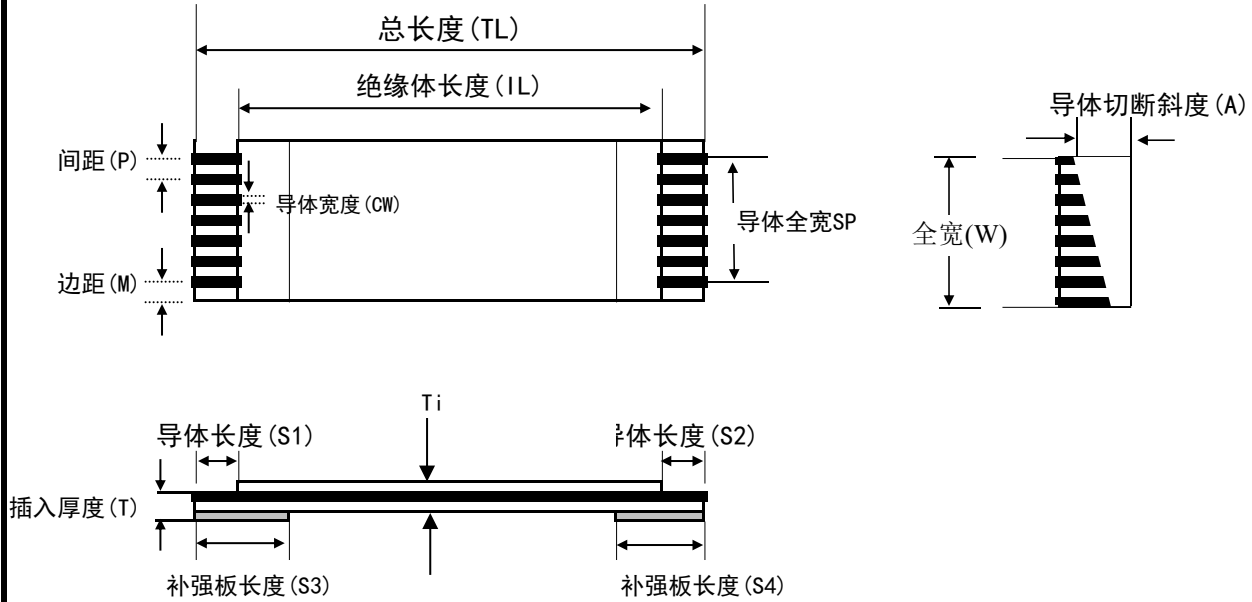 总长度(TL)
绝缘体长度(IL)
导体切断斜度(A)
间距(P)
导体宽度(CW)
导体全宽SP
全宽(W)
边距(M)
Ti
导体长度(S1)
体长度(S2)
插入厚度(T)
补强板长度(S3)
补强板长度(S4)